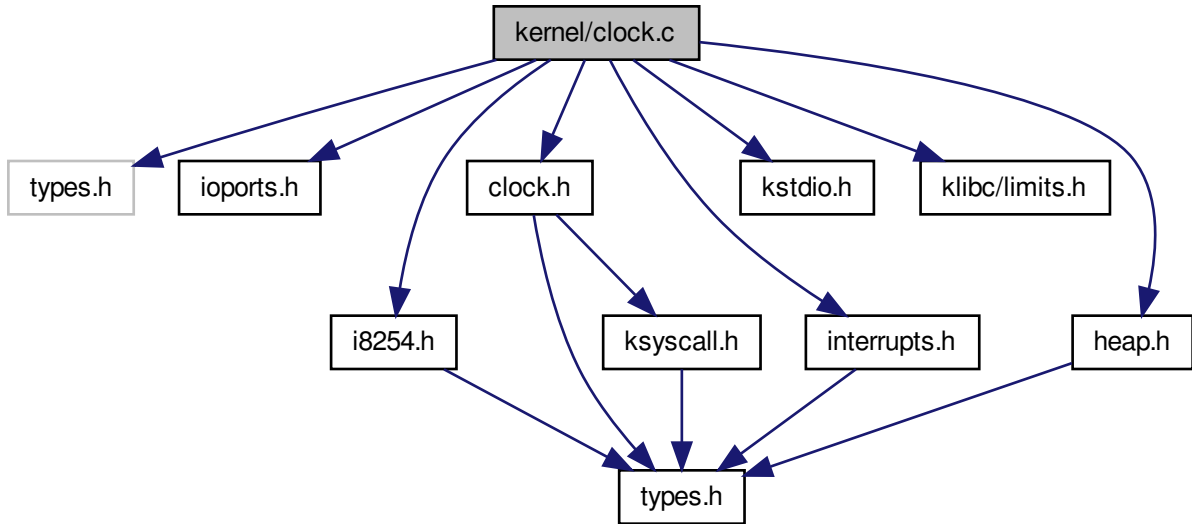 kernel/clock.c
types.h
ioports.h
clock.h
kstdio.h
klibc/limits.h
i8254.h
ksyscall.h
interrupts.h
heap.h
types.h